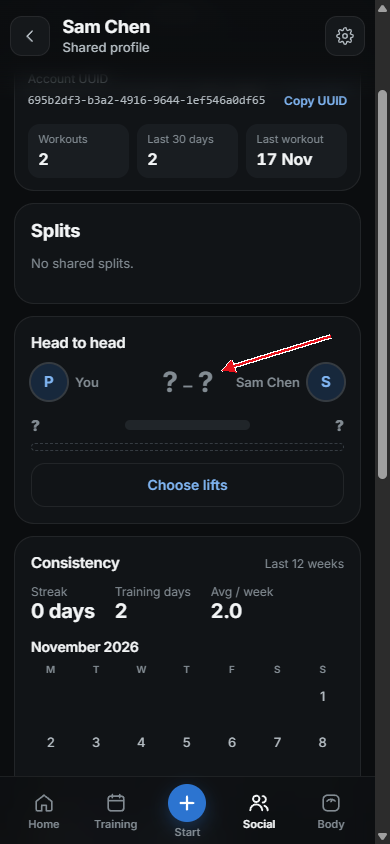 Sam Chen
Shared profile
Account UUID
695b2df3-b3a2-4916-9644-1ef546a0df65 Copy UUID
Workouts Last 30 days Last workout
2 2 17 Nov
Splits
No shared splits.
Head to head
P You ? – ? Sam Chen S
? ?
Choose lifts
Consistency Last 12 weeks
Streak Training days Avg / week
0 days 2 2.0
November 2026
M T W T F S S
1
2 3 4 5 6 7 8
Home Training Start Social Body